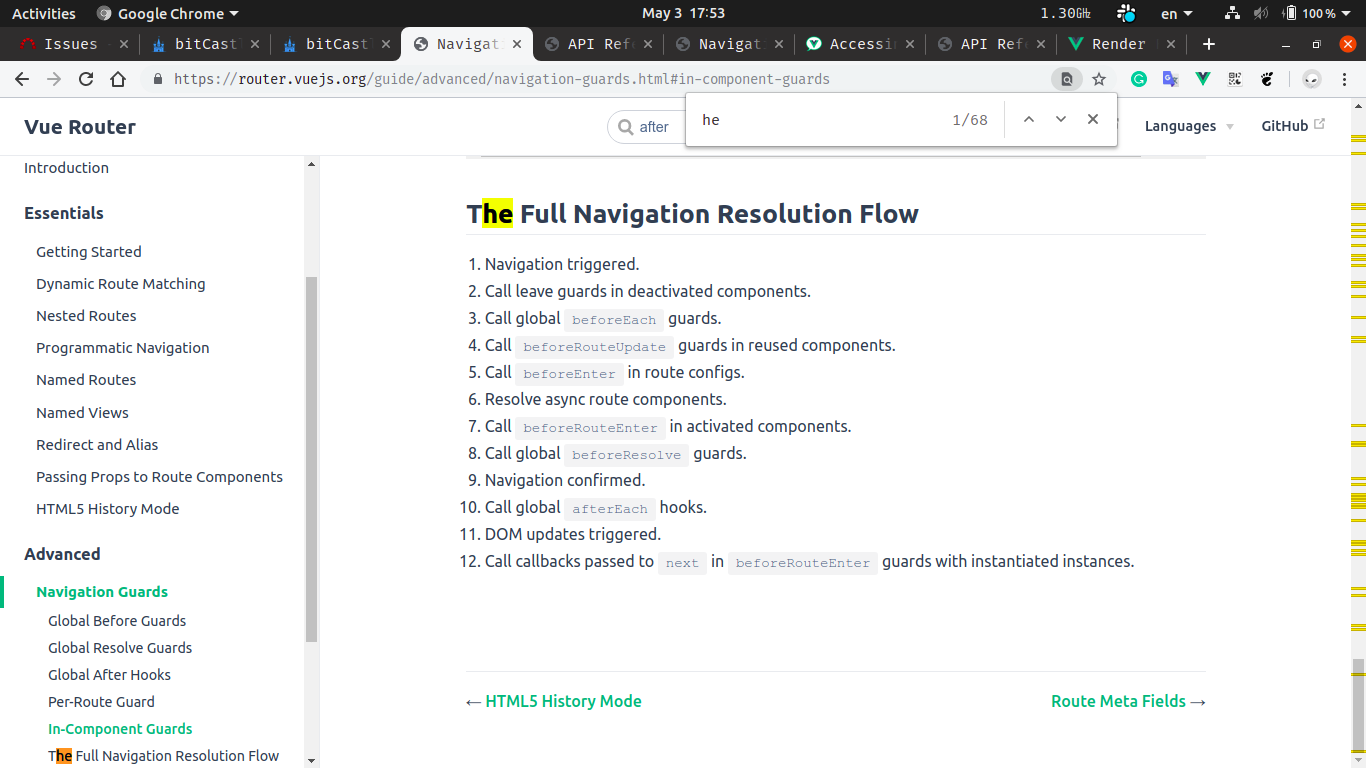 Activities Google Chrome May 3 17:53 1.30GHz en 100 %
Issues bitCast bitCast Navigat API Ref Navigat Accessi API Ref Render
https://router.vuejs.org/guide/advanced/navigation-guards.html#in-component-guards
Vue Router after he 1/68 Languages GitHub
Introduction
Essentials
Getting Started
Dynamic Route Matching
Nested Routes
Programmatic Navigation
Named Routes
Named Views
Redirect and Alias
Passing Props to Route Components
HTML5 History Mode
Advanced
Navigation Guards
Global Before Guards
Global Resolve Guards
Global After Hooks
Per-Route Guard
In-Component Guards
The Full Navigation Resolution Flow
The Full Navigation Resolution Flow
1. Navigation triggered.
2. Call leave guards in deactivated components.
3. Call global beforeEach guards.
4. Call beforeRouteUpdate guards in reused components.
5. Call beforeEnter in route configs.
6. Resolve async route components.
7. Call beforeRouteEnter in activated components.
8. Call global beforeResolve guards.
9. Navigation confirmed.
10. Call global afterEach hooks.
11. DOM updates triggered.
12. Call callbacks passed to next in beforeRouteEnter guards with instantiated instances.
← HTML5 History Mode Route Meta Fields →